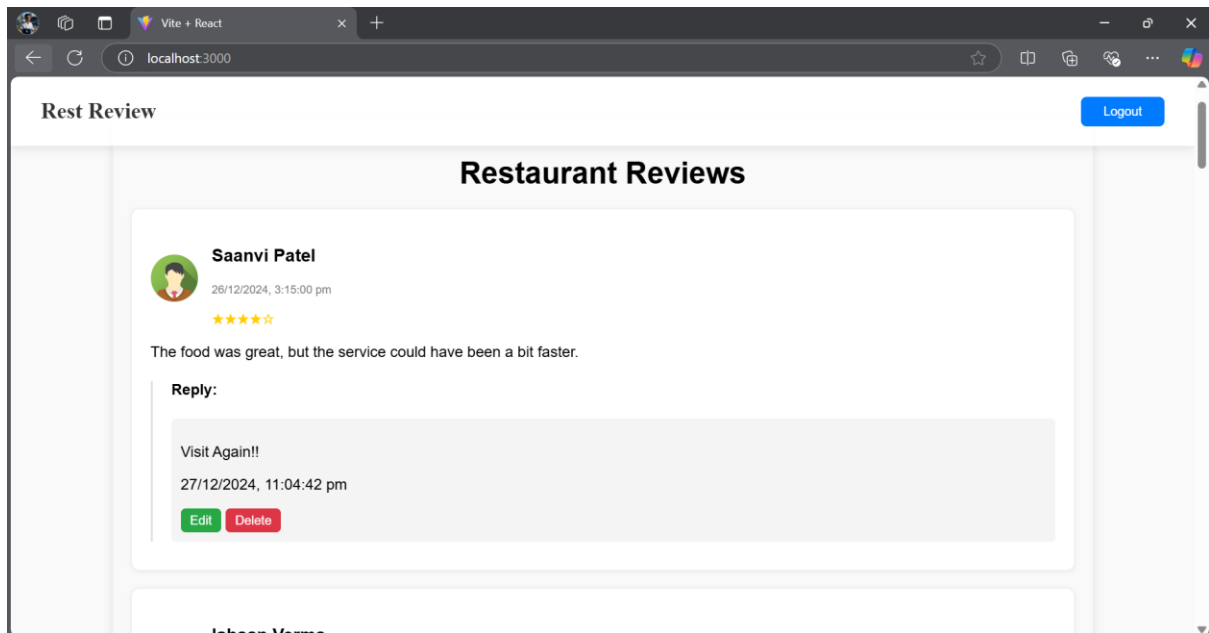 Vite + React
localhost:3000
Rest Review
Logout
Restaurant Reviews
Saanvi Patel
26/12/2024, 3:15:00 pm
The food was great, but the service could have been a bit faster.
Reply:
Visit Again!!
27/12/2024, 11:04:42 pm
Edit Delete